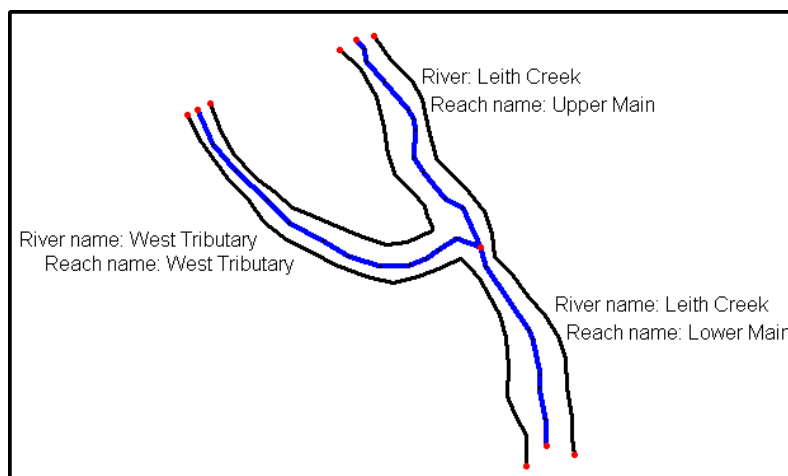 River: Leith Creek
Reach name: Upper Main
River name: West Tributary
Reach name: West Tributary
River name: Leith Creek
Reach name: Lower Main